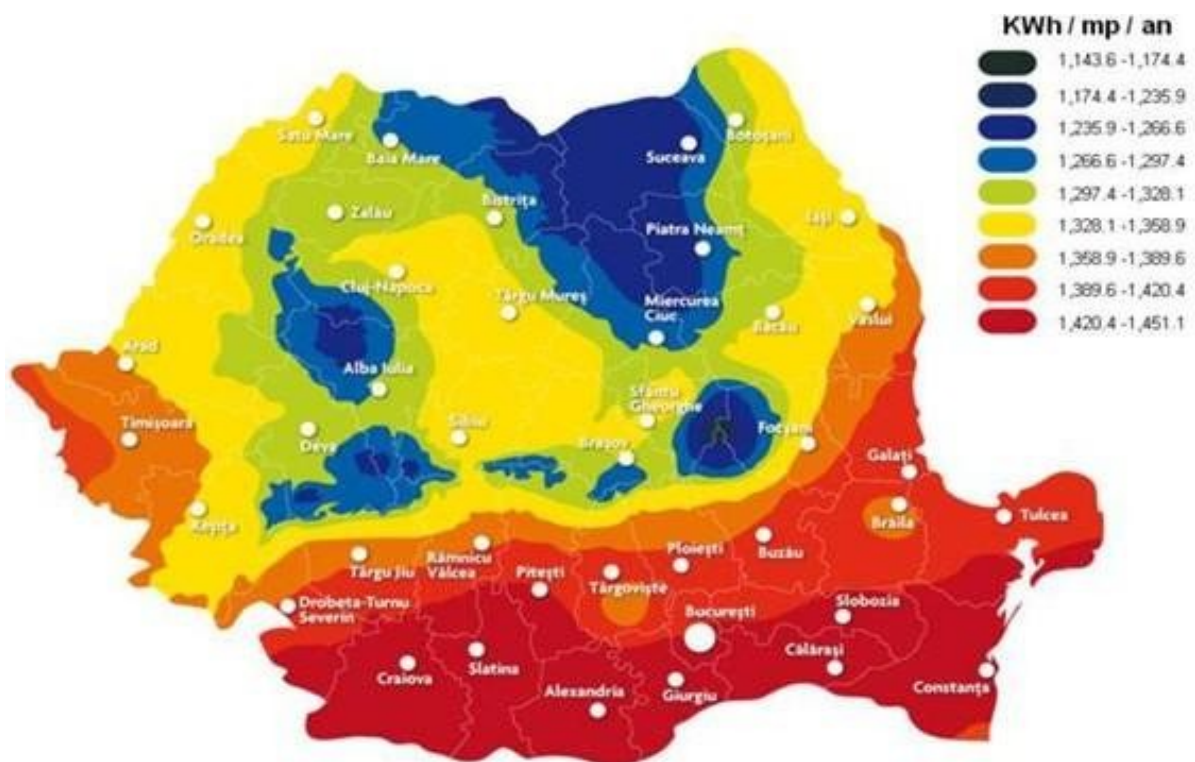 KWh / mp / an
1,143.6 -1,174.4
1,174.4 -1,235.9
1,235.9 -1,266.6
1,266.6 -1,297.4
1,297.4 -1,328.1
1,328.1 -1,358.9
1,358.9 -1,389.6
1,389.6 -1,420.4
1,420.4 -1,451.1
Satu Mare
Baia Mare
Suceava
Botoșani
Zalău
Bistrița
Oradea
Piatra Neamț
Iași
Cluj-Napoca
Târgu Mureș
Miercurea
Ciuc
Bacău
Vaslui
Arad
Alba Iulia
Sfântu
Gheorghe
Timișoara
Deva
Sibiu
Brașov
Focșani
Galați
Reșița
Brăila
Tulcea
Târgu Jiu
Râmnicu
Vâlcea
Pitești
Ploiești
Buzău
Târgoviște
Drobeta-Turnu
Severin
București
Slobozia
Craiova
Slatina
Călărași
Alexandria
Giurgiu
Constanța